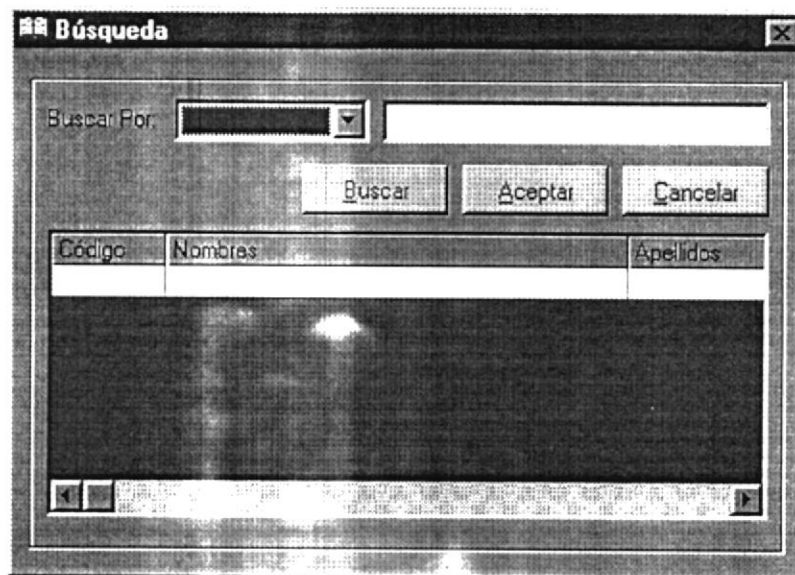 Búsqueda
Buscar Por:
Buscar Aceptar Cancelar
Código Nombres Apellidos